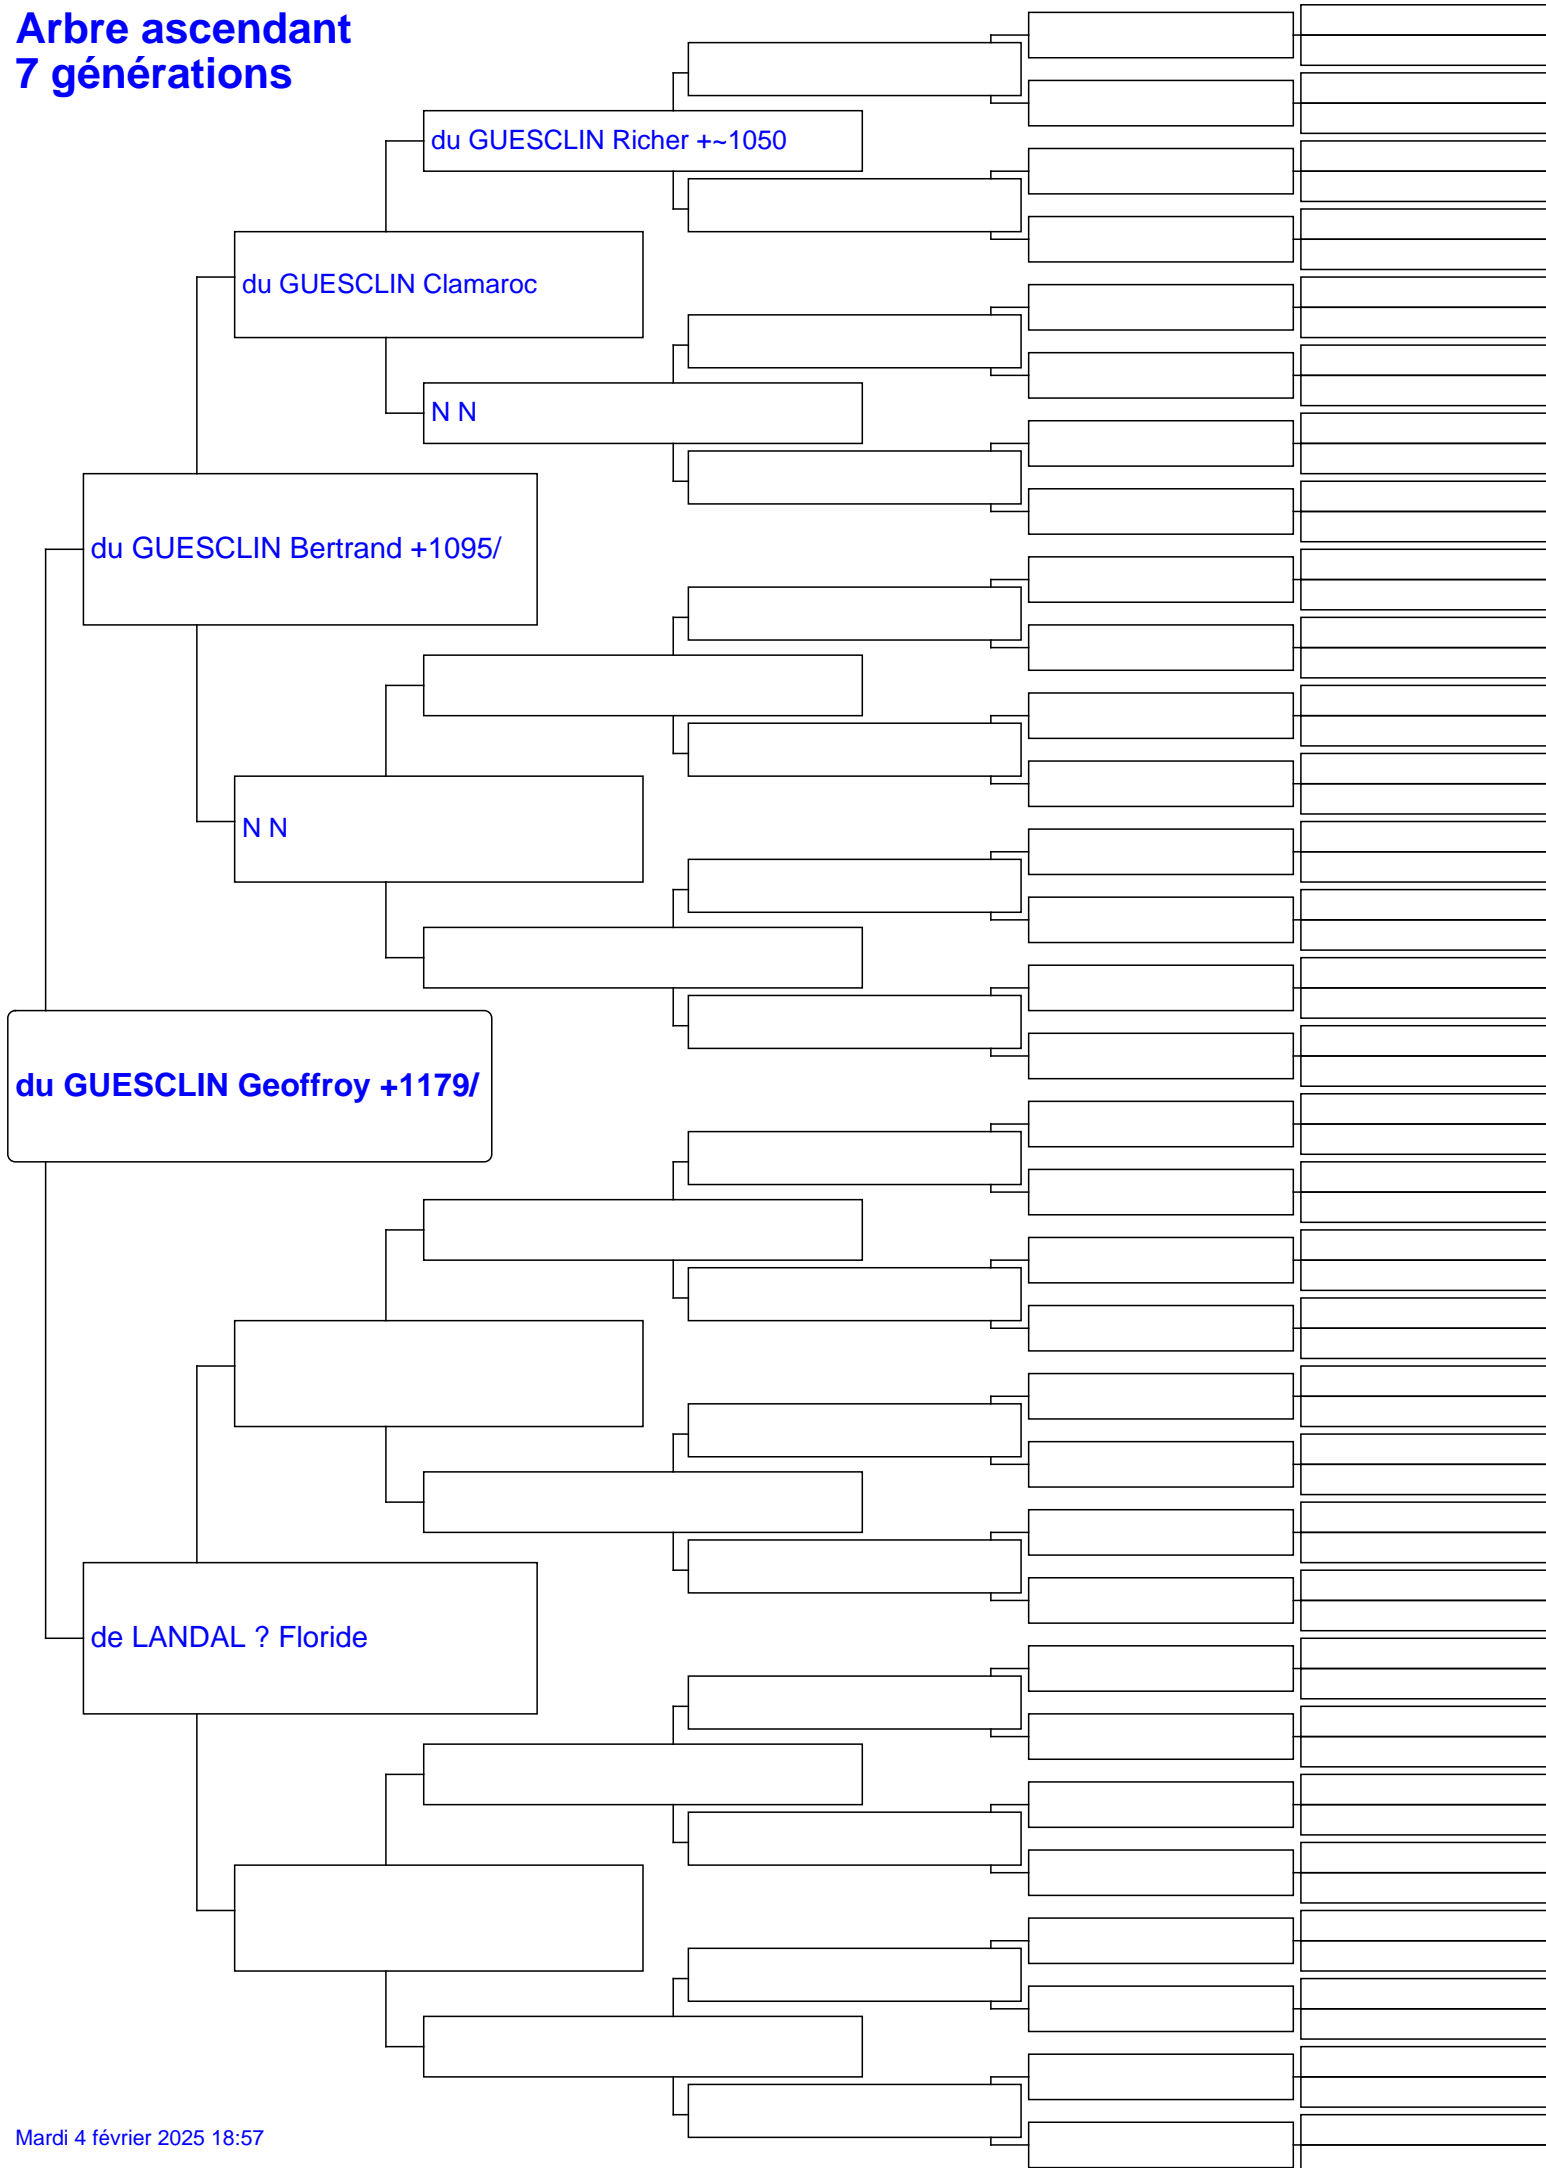 Arbre ascendant
7 générations
du GUESCLIN Richer +~1050
du GUESCLIN Clamaroc
N N
du GUESCLIN Bertrand +1095/
N N
du GUESCLIN Geoffroy +1179/
de LANDAL ? Floride
Mardi 4 février 2025 18:57